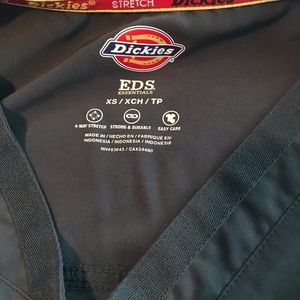 Dickies STRETCH
Dickies
EDS
ESSENTIALS
XS / XCH / TP
4-WAY STRETCH STRONG & DURABLE EASY CARE
MADE IN / HECHO EN / FABRIQUÉ EN
INDONESIA / INDONESIA / INDONÉSIE